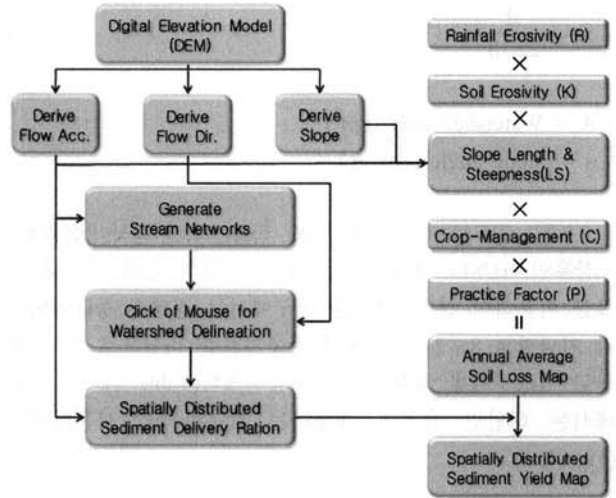 Digital Elevation Model
(DEM)
Derive
Flow Acc.
Derive
Flow Dir.
Derive
Slope
Generate
Stream Networks
Click of Mouse for
Watershed Delineation
Spatially Distributed
Sediment Delivery Ration
Rainfall Erosivity (R)
×
Soil Erosivity (K)
×
Slope Length &
Steepness(LS)
×
Crop-Management (C)
×
Practice Factor (P)
=
Annual Average
Soil Loss Map
Spatially Distributed
Sediment Yield Map